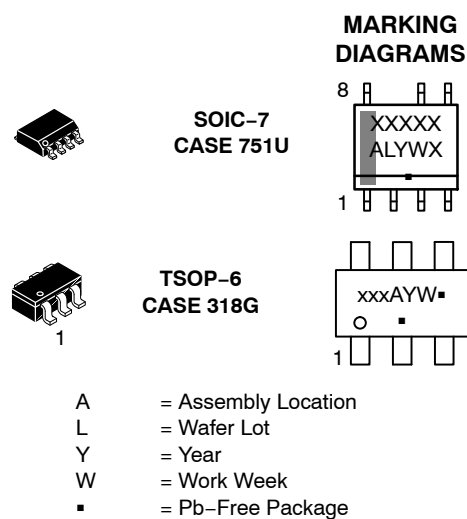 MARKING
DIAGRAMS
SOIC−7
CASE 751U
8
XXXXX
ALYWX
▪
1
TSOP−6
CASE 318G
1
xxxAYW▪
▪
1
A = Assembly Location
L = Wafer Lot
Y = Year
W = Work Week
▪ = Pb−Free Package